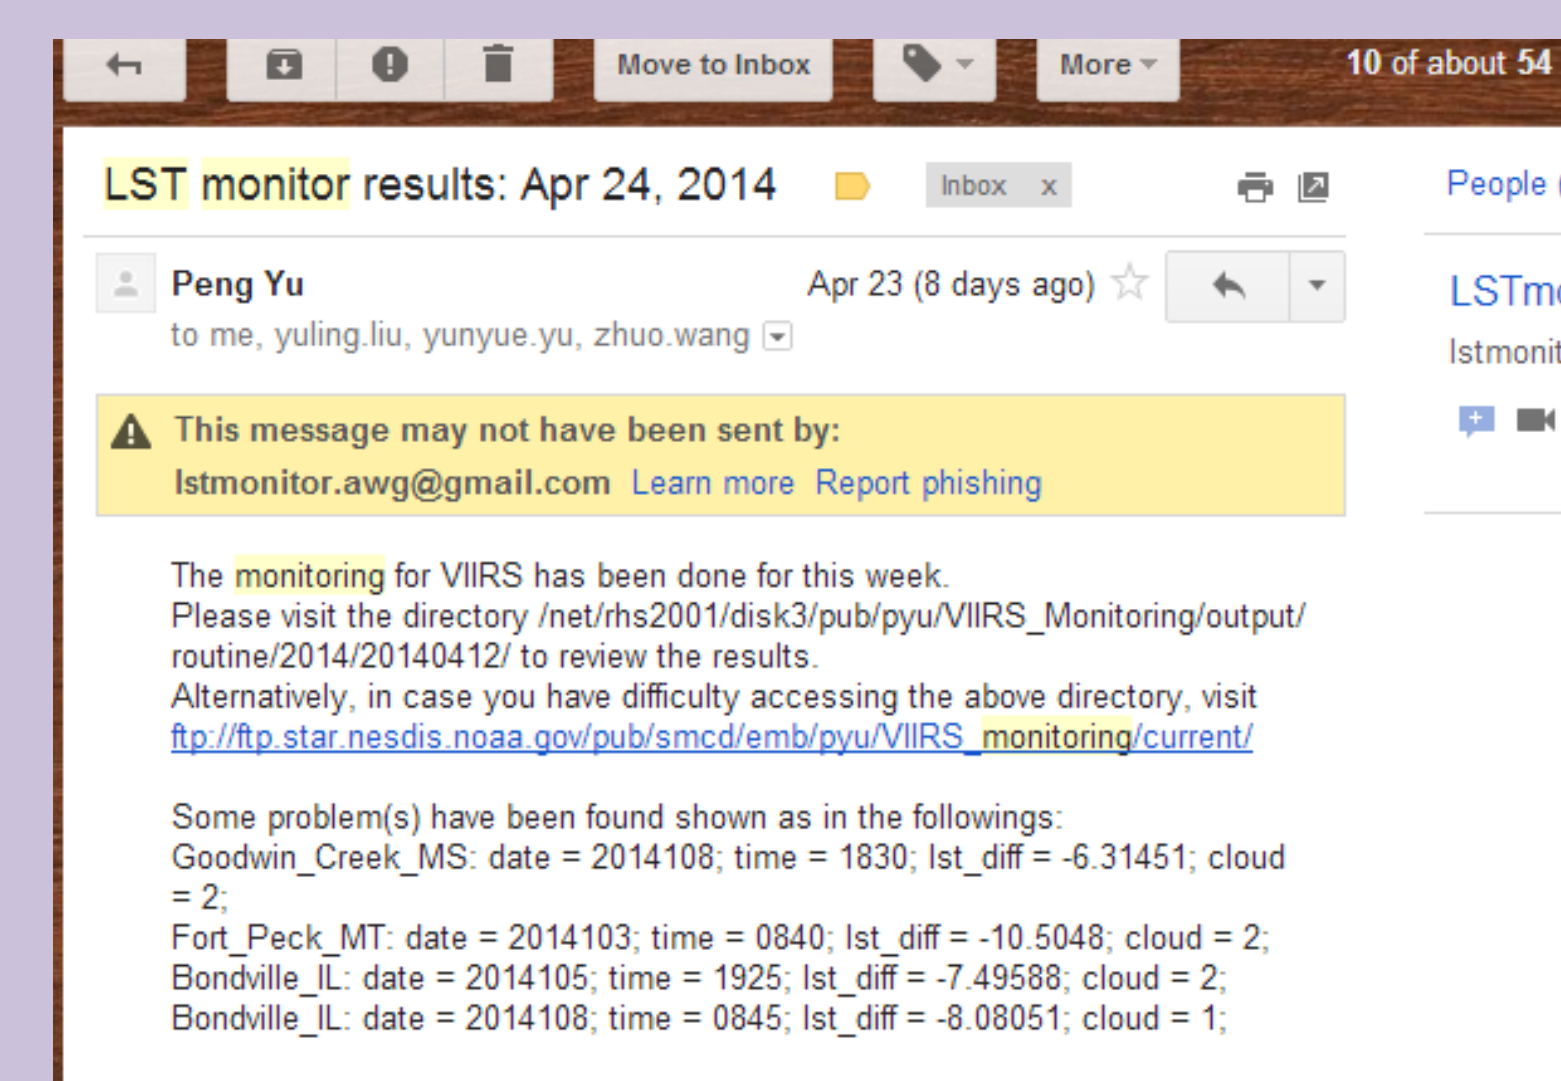 Move to Inbox More 10 of about 54
LST monitor results: Apr 24, 2014 Inbox x
People
Peng Yu Apr 23 (8 days ago)
to me, yuling.liu, yunyue.yu, zhuo.wang
This message may not have been sent by:
lstmonitor.awg@gmail.com Learn more Report phishing
The monitoring for VIIRS has been done for this week.
Please visit the directory /net/rhs2001/disk3/pub/pyu/VIIRS_Monitoring/output/
routine/2014/20140412/ to review the results.
Alternatively, in case you have difficulty accessing the above directory, visit
ftp://ftp.star.nesdis.noaa.gov/pub/smcd/emb/pyu/VIIRS_monitoring/current/
Some problem(s) have been found shown as in the followings:
Goodwin_Creek_MS: date = 2014108; time = 1830; lst_diff = -6.31451; cloud
= 2;
Fort_Peck_MT: date = 2014103; time = 0840; lst_diff = -10.5048; cloud = 2;
Bondville_IL: date = 2014105; time = 1925; lst_diff = -7.49588; cloud = 2;
Bondville_IL: date = 2014108; time = 0845; lst_diff = -8.08051; cloud = 1;